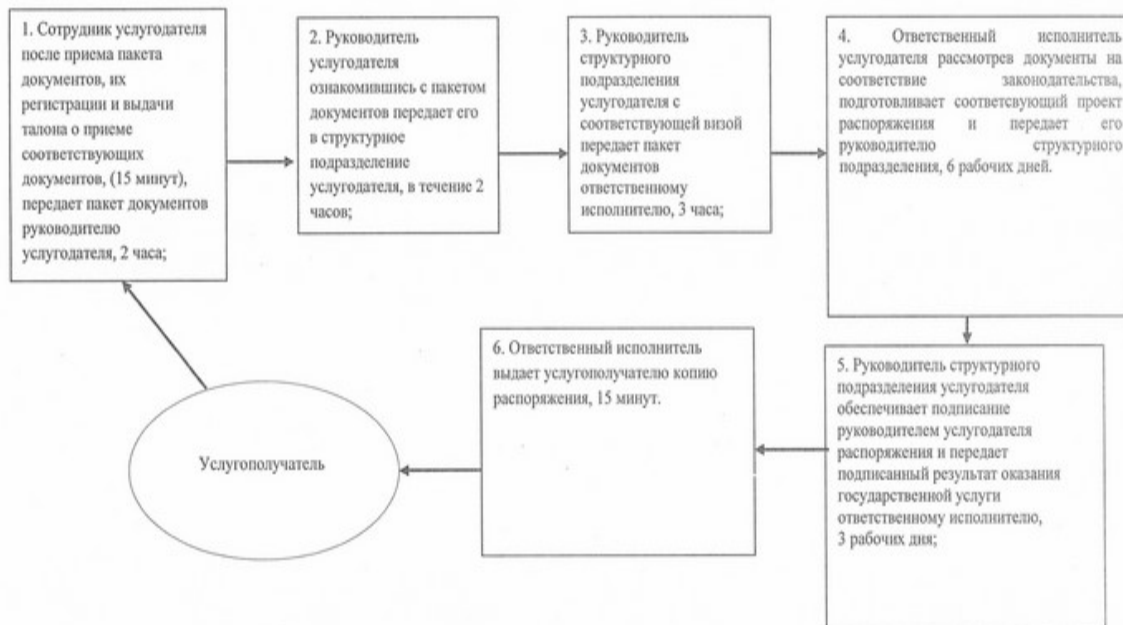 1. Сотрудник услугодателя
после приема пакета
документов, их
регистрации и выдачи
талона о приеме
соответствующих
документов, (15 минут),
передает пакет документов
руководителю
услугодателя, 2 часа;
2. Руководитель
услугодателя
ознакомившись с пакетом
документов передает его
в структурное
подразделение
услугодателя, в течение 2
часов;
3. Руководитель
структурного
подразделения
услугодателя с
соответствующей визой
передает пакет
документов
ответственному
исполнителю, 3 часа;
4. Ответственный исполнитель
услугодателя рассмотрев документы на
соответствие законодательства,
подготовливает соответсвующий проект
распоряжения и передает его
руководителю структурного
подразделения, 6 рабочих дней.
5. Руководитель структурного
подразделения услугодателя
обеспечивает подписание
руководителем услугодателя
распоряжения и передает
подписанный результат оказания
государственной услуги
ответственному исполнителю,
3 рабочих дня;
6. Ответственный исполнитель
выдает услугополучателю копию
распоряжения, 15 минут.
Услугополучатель